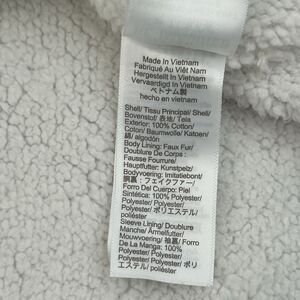 Made In Vietnam
Fabriqué Au Viêt Nam
Hergestellt In Vietnam
Vervaardigd In Vietnam
ベトナム製
hecho en vietnam
Shell/ Tissu Principal/ Shell/
Bovenstof/ 表地/ Tela
Exterior: 100% Cotton/
Coton/ Baumwolle/ Katoen/
綿/ algodón
Body Lining: Faux Fur/
Doublure De Corps :
Fausse Fourrure/
Hauptfutter: Kunstpelz/
Bodyvoering: Imitatiebont/
胴裏: フェイクファー/
Forro Del Cuerpo: Piel
Sintética: 100% Polyester/
Polyester/ Polyester/
Polyester/ ポリエステル/
poliéster
Sleeve Lining/ Doublure
Manche/ Ärmelfutter/
Mouwvoering/ 袖裏/ Forro
De La Manga: 100%
Polyester/ Polyester/
Polyester/ Polyester/ ポリ
エステル/ poliéster